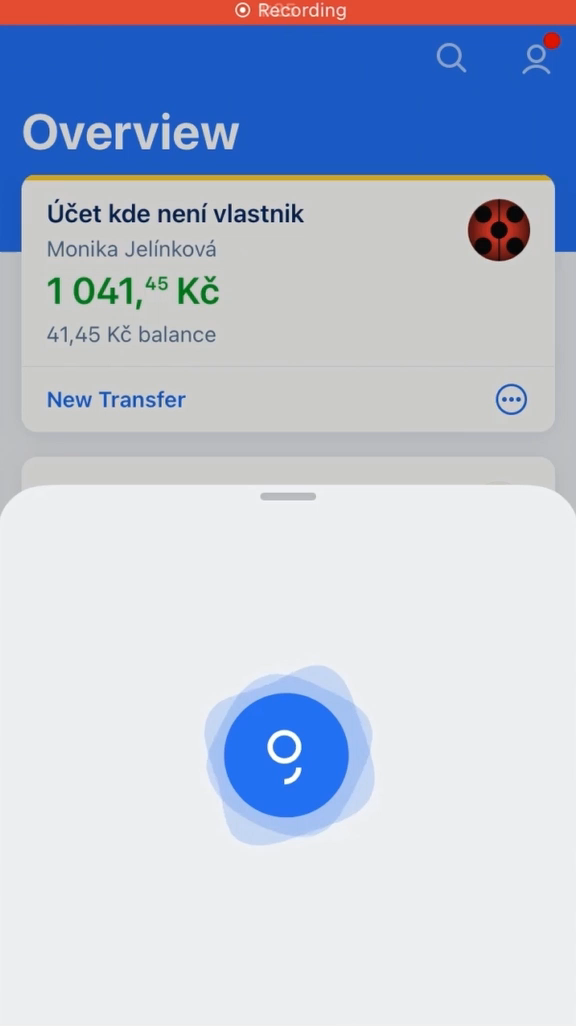 Recording
Overview
Účet kde není vlastnik
Monika Jelínková
1 041,45 Kč
41,45 Kč balance
New Transfer